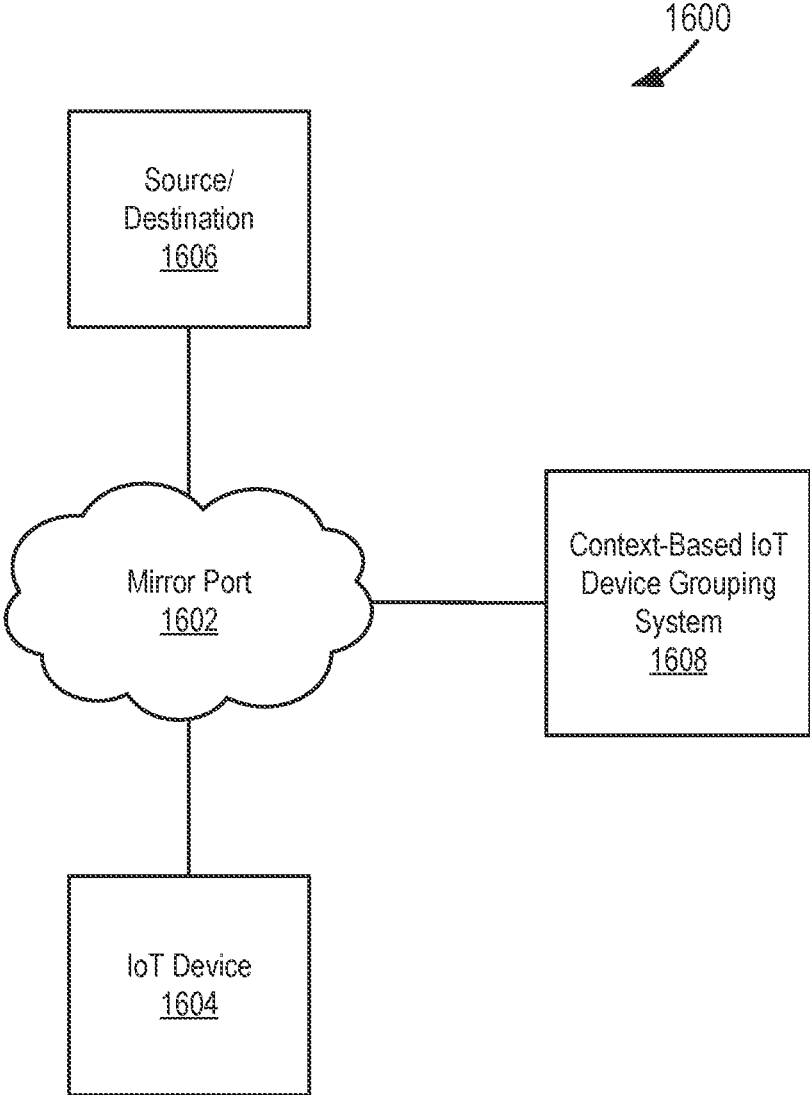 1600
Source/
Destination
1606
Mirror Port
1602
Context-Based IoT
Device Grouping
System
1608
IoT Device
1604